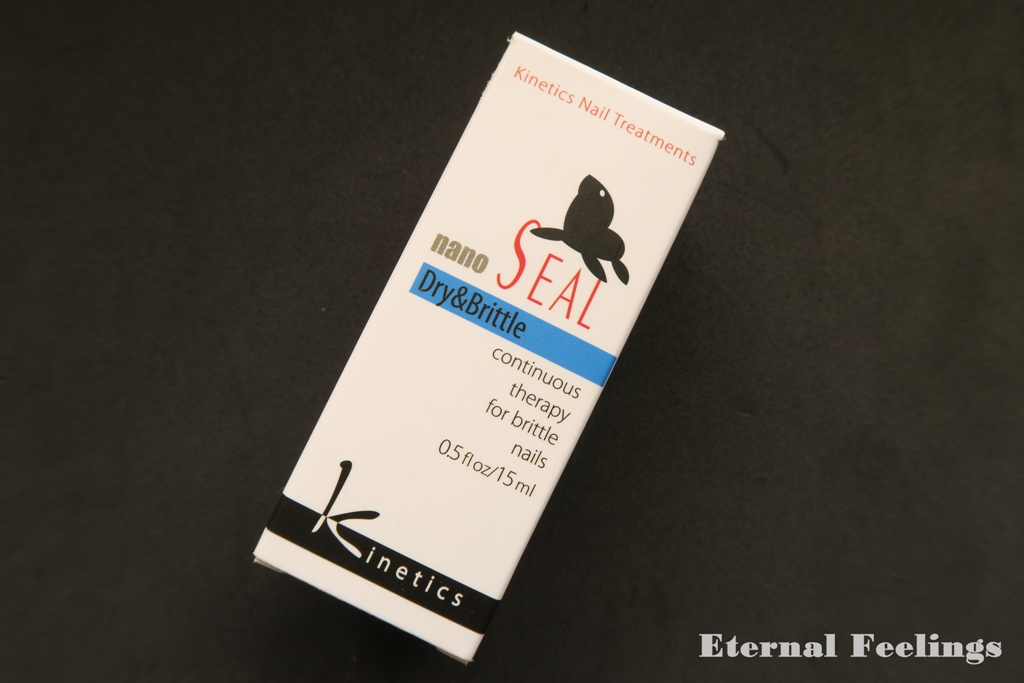 Kinetics Nail Treatments
nano SEAL
Dry&Brittle
continuous
therapy
for brittle
nails
0.5 fl oz/15 ml
Kinetics
Eternal Feelings